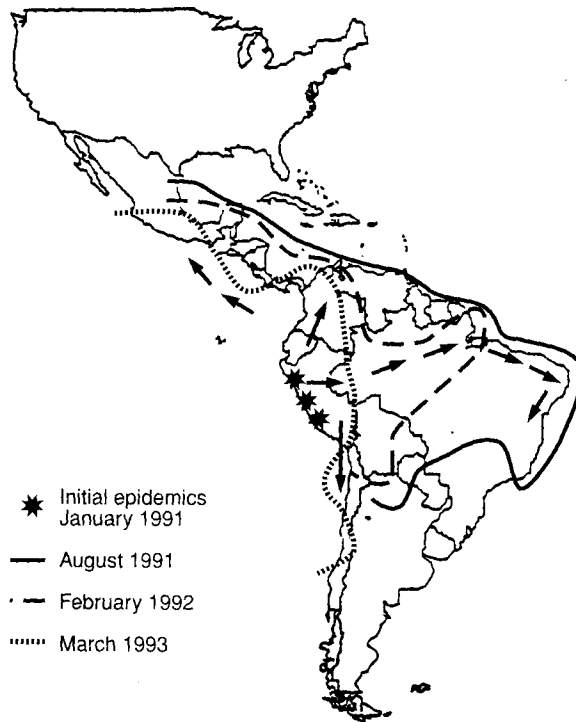 Initial epidemics
January 1991
August 1991
February 1992
March 1993